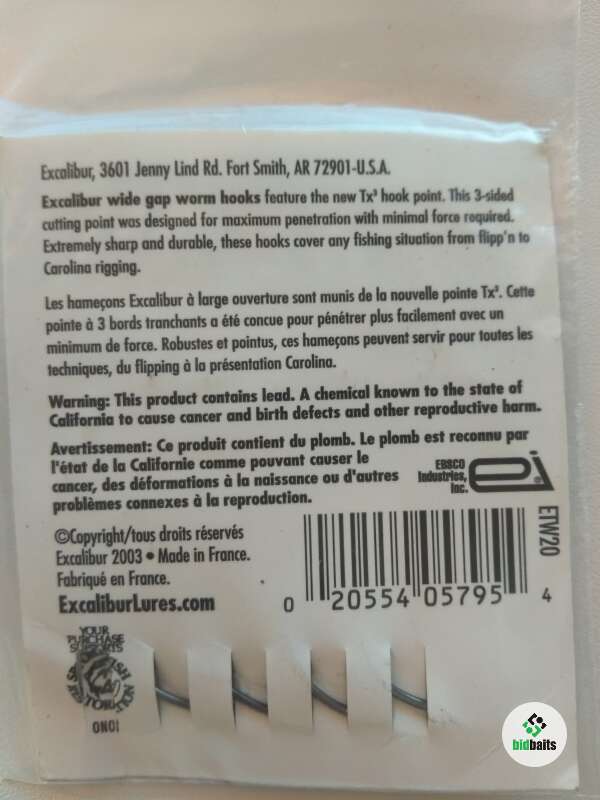 Excalibur, 3601 Jenny Lind Rd. Fort Smith, AR 72901-U.S.A.
Excalibur wide gap worm hooks feature the new Tx³ hook point. This 3-sided
cutting point was designed for maximum penetration with minimal force required.
Extremely sharp and durable, these hooks cover any fishing situation from flipp'n to
Carolina rigging.
Les hameçons Excalibur à large ouverture sont munis de la nouvelle pointe Tx³. Cette
pointe à 3 bords tranchants a été concue pour pénétrer plus facilement avec un
minimum de force. Robustes et pointus, ces hameçons peuvent servir pour toutes les
techniques, du flipping à la présentation Carolina.
Warning: This product contains lead. A chemical known to the state of
California to cause cancer and birth defects and other reproductive harm.
Avertissement: Ce produit contient du plomb. Le plomb est reconnu par
l'état de la Californie comme pouvant causer le
cancer, des déformations à la naissance ou d'autres
problèmes connexes à la reproduction.
EBSCO
Industries,
Inc.
ei®
©Copyright/tous droits réservés
Excalibur 2003 • Made in France.
Fabriqué en France.
ExcaliburLures.com
ETW'20
0 20554 05795 4
YOUR
PURCHASE
SUPPORTS
bidbaits